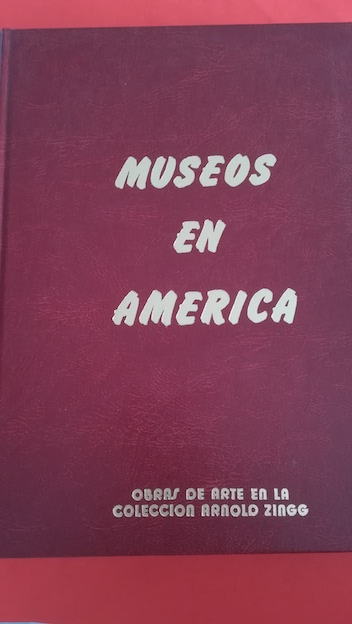 MUSEOS
EN
AMERICA
OBRAS DE ARTE EN LA
COLECCION ARNOLD ZINGG